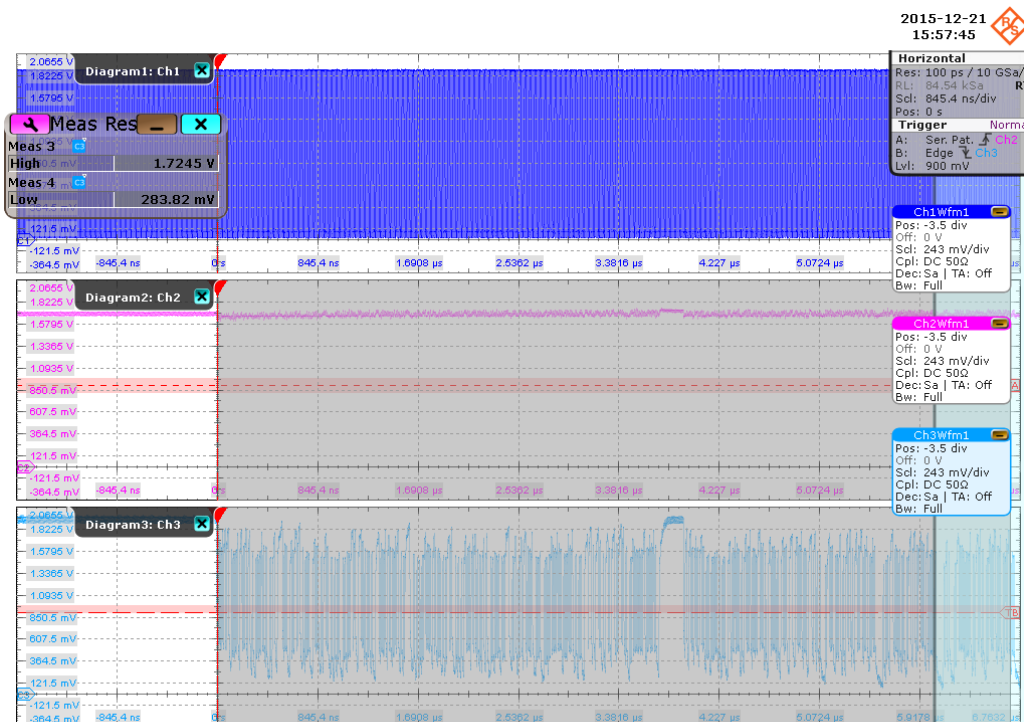 2015-12-21
15:57:45
Horizontal
Res: 100 ps / 10 GSa/
RL: 84.54 kSa
Scl: 845.4 ns/div
Pos: 0 s
Trigger Norma
A: Ser. Pat. Ch2
B: Edge Ch3
Lvl: 900 mV
Diagram1: Ch1
2.0655 V
1.8225 V
1.5795 V
Meas Res
Meas 3 C3
High 1.7245 V
Meas 4 C3
Low 283.82 mV
121.5 mV
C1
-121.5 mV
-364.5 mV
-845.4 ns 0 s 845.4 ns 1.6908 µs 2.5362 µs 3.3816 µs 4.227 µs 5.0724 µs
Ch1Wfm1
Pos: -3.5 div
Off: 0 V
Scl: 243 mV/div
Cpl: DC 50Ω
Dec: Sa | TA: Off
Bw: Full
Diagram2: Ch2
2.0655 V
1.8225 V
1.5795 V
1.3365 V
1.0935 V
850.5 mV
607.5 mV
364.5 mV
121.5 mV
C2
-121.5 mV
-364.5 mV
-845.4 ns 0 s 845.4 ns 1.6908 µs 2.5362 µs 3.3816 µs 4.227 µs 5.0724 µs
A
Ch2Wfm1
Pos: -3.5 div
Off: 0 V
Scl: 243 mV/div
Cpl: DC 50Ω
Dec: Sa | TA: Off
Bw: Full
Ch3Wfm1
Pos: -3.5 div
Off: 0 V
Scl: 243 mV/div
Cpl: DC 50Ω
Dec: Sa | TA: Off
Bw: Full
Diagram3: Ch3
2.0655 V
1.8225 V
1.5795 V
1.3365 V
1.0935 V
850.5 mV
607.5 mV
364.5 mV
121.5 mV
C3
-121.5 mV
-364.5 mV
TB
-845.4 ns 0 s 845.4 ns 1.6908 µs 2.5362 µs 3.3816 µs 4.227 µs 5.0724 µs 5.9178 6.7632 µs